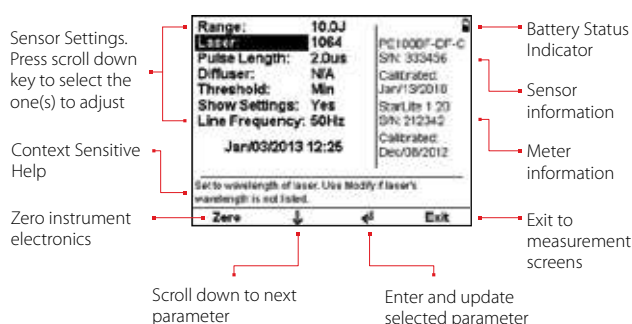 Sensor Settings.
Press scroll down
key to select the
one(s) to adjust
Context Sensitive
Help
Zero instrument
electronics
Range: 10.0J
Laser: 1064
Pulse Length: 2.0us
Diffuser: N/A
Threshold: Min
Show Settings: Yes
Line Frequency: 50Hz
Jan/03/2013 12:25
PE100DF-DF-C
S/N: 333456
Calibrated:
Jan/13/2010
StarLite 1.20
S/N: 212342
Calibrated:
Dec/08/2012
Set to wavelength of laser. Use Modify if laser's
wavelength is not listed.
Zero Exit
Battery Status
Indicator
Sensor
information
Meter
information
Exit to
measurement
screens
Scroll down to next
parameter
Enter and update
selected parameter